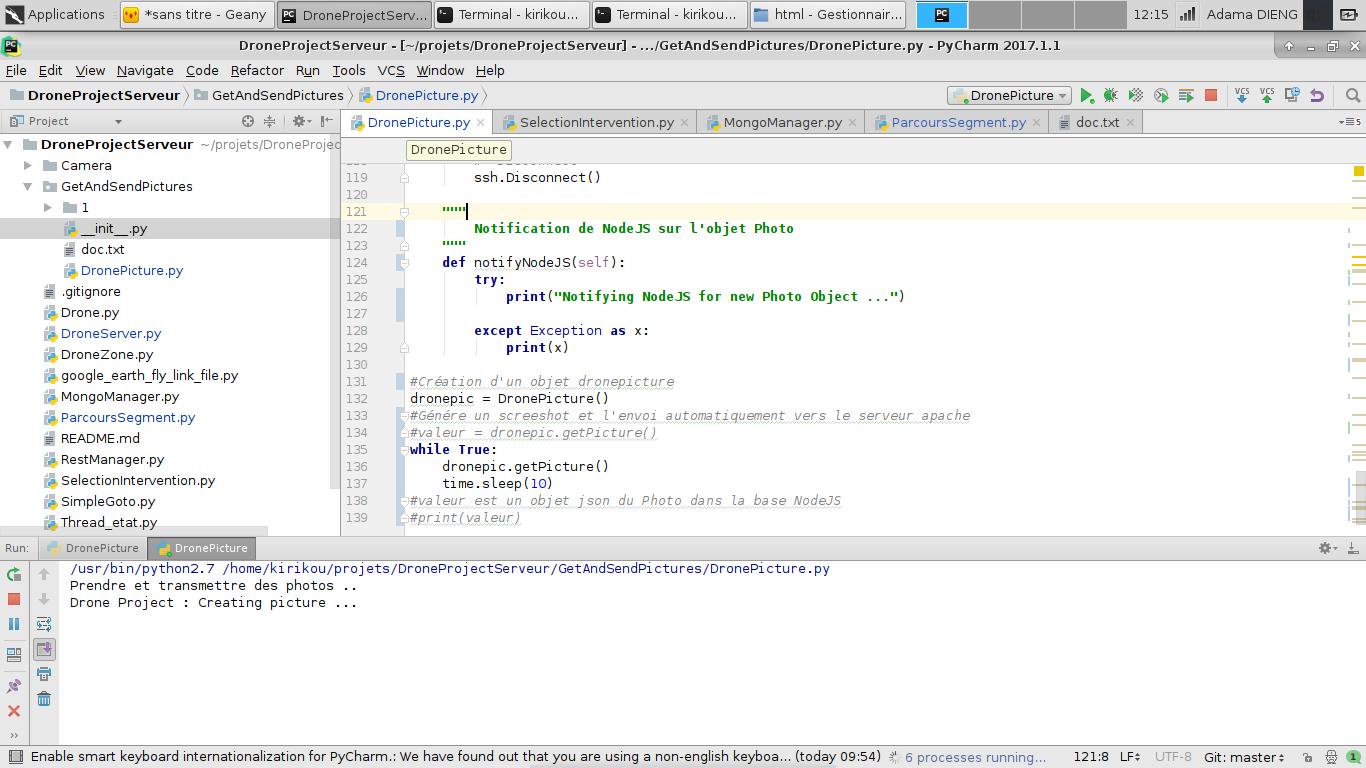 Applications *sans titre - Geany DroneProjectServ... Terminal - kirikou... Terminal - kirikou... html - Gestionnair... 12:15 Adama DIENG
DroneProjectServeur - [~/projets/DroneProjectServeur] - .../GetAndSendPictures/DronePicture.py - PyCharm 2017.1.1
File Edit View Navigate Code Refactor Run Tools VCS Window Help
DroneProjectServeur GetAndSendPictures DronePicture.py DronePicture VCS VCS
Project DronePicture.py SelectionIntervention.py MongoManager.py ParcoursSegment.py doc.txt 5
DronePicture
DroneProjectServeur ~/projets/DroneProjec
Camera
GetAndSendPictures
1
__init__.py
doc.txt
DronePicture.py
.gitignore
Drone.py
DroneServer.py
DroneZone.py
google_earth_fly_link_file.py
MongoManager.py
ParcoursSegment.py
README.md
RestManager.py
SelectionIntervention.py
SimpleGoto.py
Thread_etat.py
119 ssh.Disconnect()
120
121 """
122 Notification de NodeJS sur l'objet Photo
123 """
124 def notifyNodeJS(self):
125 try:
126 print("Notifying NodeJS for new Photo Object ...")
127
128 except Exception as x:
129 print(x)
130
131 #Création d'un objet dronepicture
132 dronepic = DronePicture()
133 #Génére un screeshot et l'envoi automatiquement vers le serveur apache
134 #valeur = dronepic.getPicture()
135 while True:
136 dronepic.getPicture()
137 time.sleep(10)
138 #valeur est un objet json du Photo dans la base NodeJS
139 #print(valeur)
Run: DronePicture DronePicture
/usr/bin/python2.7 /home/kirikou/projets/DroneProjectServeur/GetAndSendPictures/DronePicture.py
Prendre et transmettre des photos ..
Drone Project : Creating picture ...
Enable smart keyboard internationalization for PyCharm.: We have found out that you are using a non-english keyboa... (today 09:54) 6 processes running... 121:8 LF UTF-8 Git: master 1